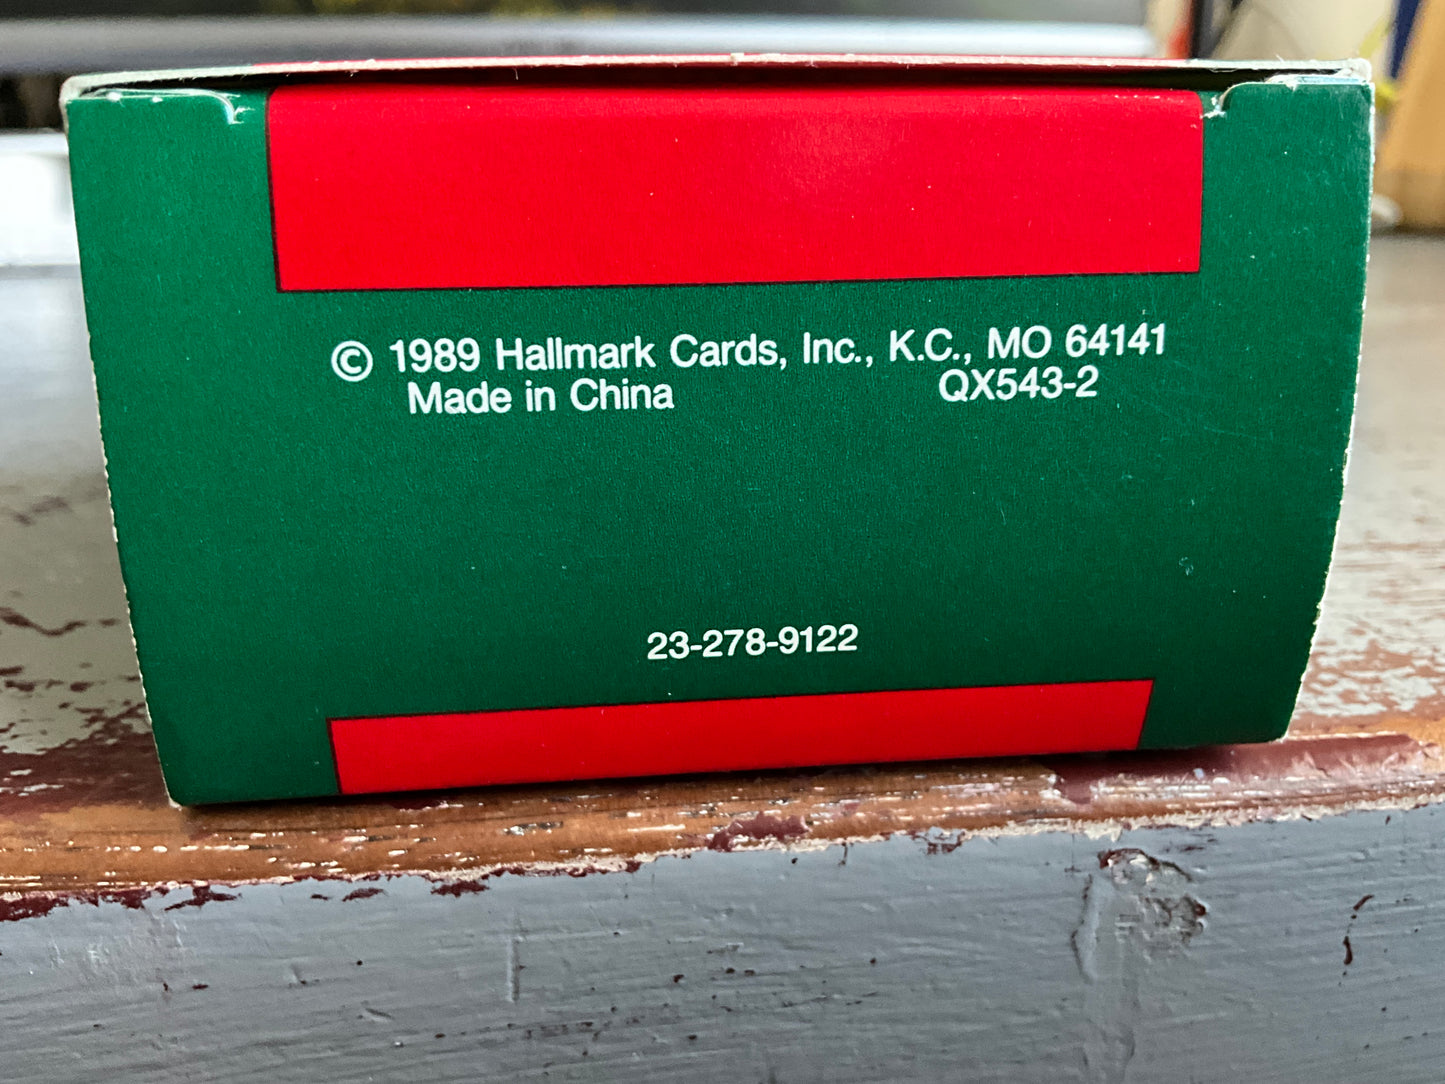 © 1989 Hallmark Cards, Inc., K.C., MO 64141
Made in China QX543-2
23-278-9122